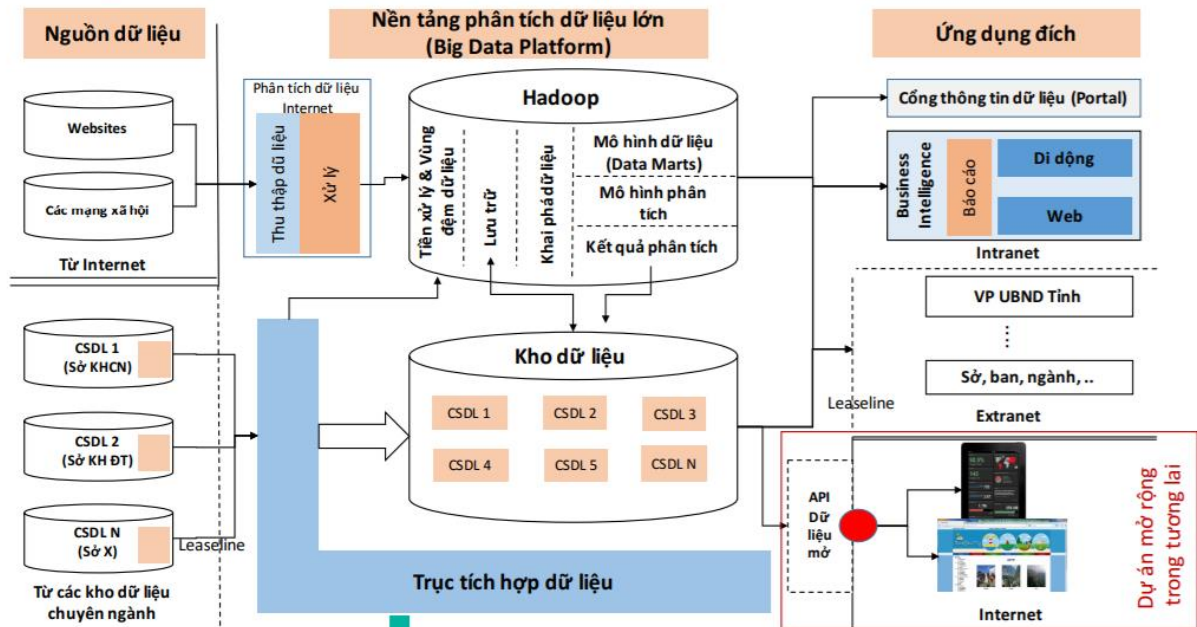 Nguồn dữ liệu
Nền tảng phân tích dữ liệu lớn
(Big Data Platform)
Ứng dụng đích
Websites
Các mạng xã hội
Từ Internet
Phân tích dữ liệu
Internet
Thu thập dũ liệu
Xử lý
Hadoop
Tiền xử lý & Vùng
đệm dữ liệu
Lưu trữ
Khai phá dữ liệu
Mô hình dữ liệu
(Data Marts)
Mô hình phân
tích
Kết quả phân tích
Cổng thông tin dữ liệu (Portal)
Business
Intelligence
Báo cáo
Di động
Web
Intranet
VP UBND Tỉnh
Sở, ban, ngành, ..
Extranet
Leaseline
CSDL 1
(Sở KHCN)
CSDL 2
(Sở KH ĐT)
CSDL N
(Sở X)
Leaseline
Từ các kho dữ liệu
chuyên ngành
Kho dữ liệu
CSDL 1
CSDL 2
CSDL 3
CSDL 4
CSDL 5
CSDL N
Trục tích hợp dữ liệu
API
Dữ
liệu
mở
Internet
Dự án mở rộng
trong tương lai